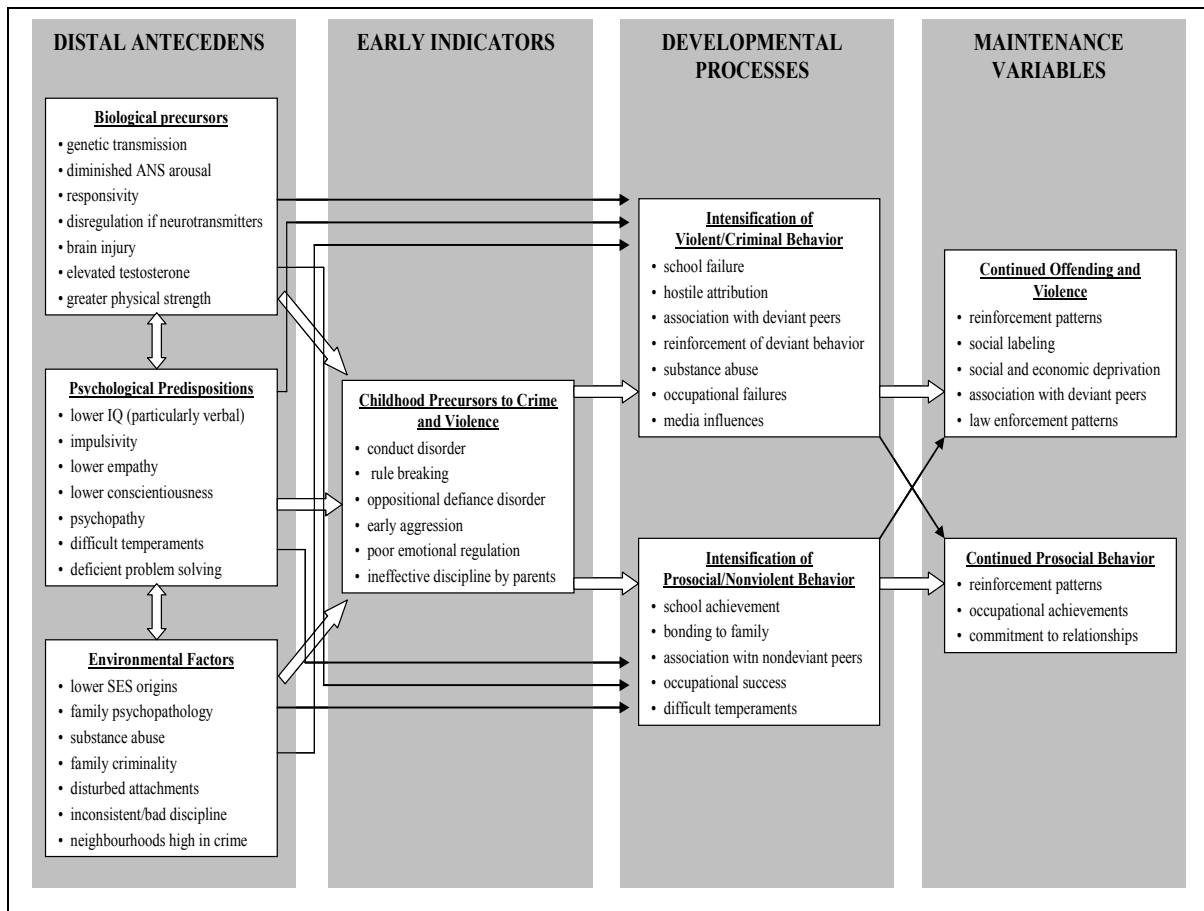 DISTAL ANTECEDENS
Biological precursors
• genetic transmission
• diminished ANS arousal
• responsivity
• disregulation if neurotransmitters
• brain injury
• elevated testosterone
• greater physical strength
Psychological Predispositions
• lower IQ (particularly verbal)
• impulsivity
• lower empathy
• lower conscientiousness
• psychopathy
• difficult temperaments
• deficient problem solving
Environmental Factors
• lower SES origins
• family psychopathology
• substance abuse
• family criminality
• disturbed attachments
• inconsistent/bad discipline
• neighbourhoods high in crime
EARLY INDICATORS
Childhood Precursors to Crime
and Violence
• conduct disorder
• rule breaking
• oppositional defiance disorder
• early aggression
• poor emotional regulation
• ineffective discipline by parents
DEVELOPMENTAL
PROCESSES
Intensification of
Violent/Criminal Behavior
• school failure
• hostile attribution
• association with deviant peers
• reinforcement of deviant behavior
• substance abuse
• occupational failures
• media influences
Intensification of
Prosocial/Nonviolent Behavior
• school achievement
• bonding to family
• association witn nondeviant peers
• occupational success
• difficult temperaments
MAINTENANCE
VARIABLES
Continued Offending and
Violence
• reinforcement patterns
• social labeling
• social and economic deprivation
• association with deviant peers
• law enforcement patterns
Continued Prosocial Behavior
• reinforcement patterns
• occupational achievements
• commitment to relationships